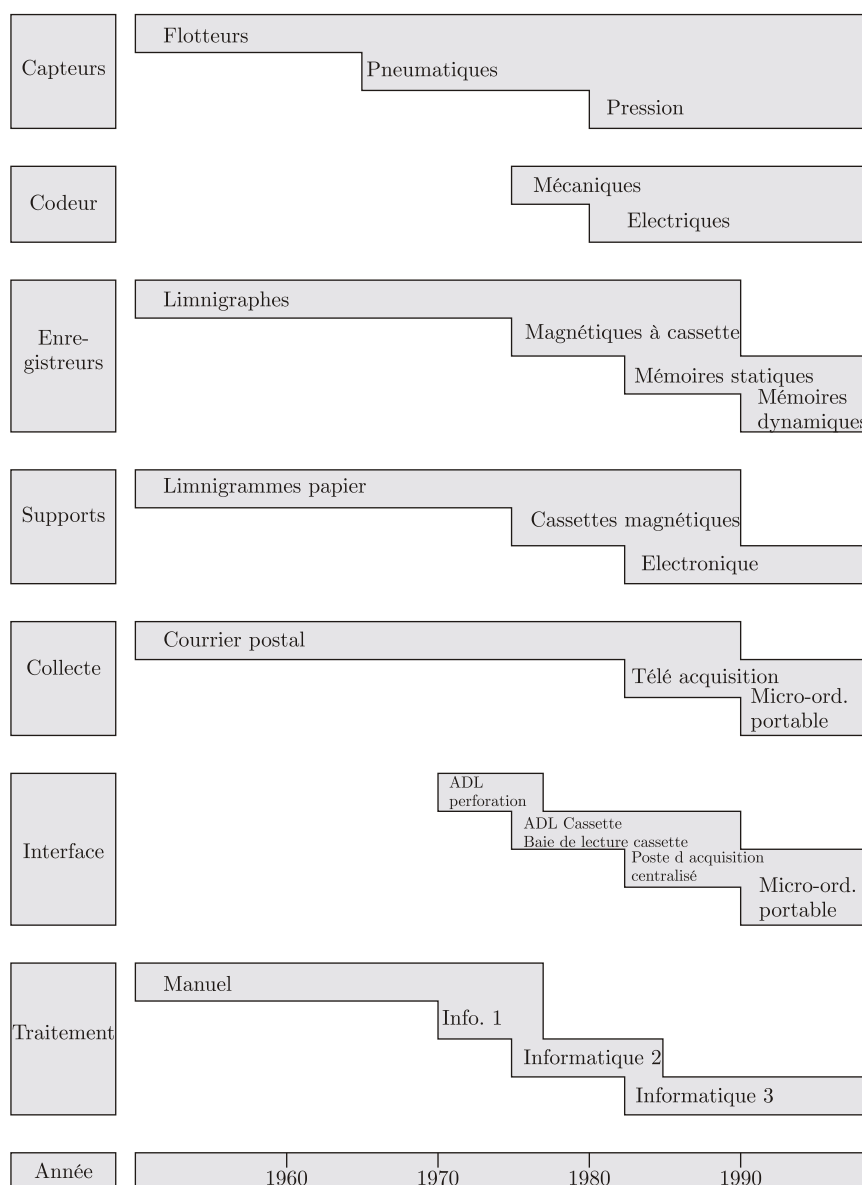 Capteurs
Flotteurs
Pneumatiques
Pression
Codeur
Mécaniques
Electriques
Enre-
gistreurs
Limnigraphes
Magnétiques à cassette
Mémoires statiques
Mémoires
dynamiques
Supports
Limnigrammes papier
Cassettes magnétiques
Electronique
Collecte
Courrier postal
Télé acquisition
Micro-ord.
portable
Interface
ADL
perforation
ADL Cassette
Baie de lecture cassette
Poste d acquisition
centralisé
Micro-ord.
portable
Traitement
Manuel
Info. 1
Informatique 2
Informatique 3
Année
1960
1970
1980
1990